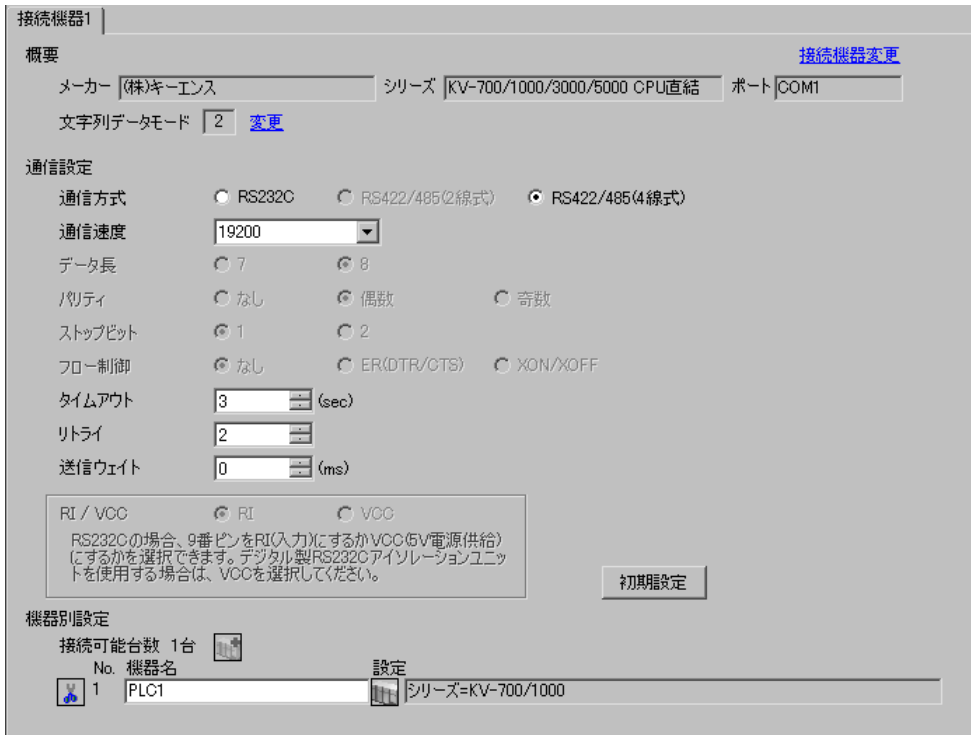 接続機器1
概要 接続機器変更
メーカー (株)キーエンス シリーズ KV-700/1000/3000/5000 CPU直結 ポート COM1
文字列データモード 2 変更
通信設定
通信方式 RS232C RS422/485(2線式) RS422/485(4線式)
通信速度 19200
データ長 7 8
パリティ なし 偶数 奇数
ストップビット 1 2
フロー制御 なし ER(DTR/CTS) XON/XOFF
タイムアウト 3 (sec)
リトライ 2
送信ウェイト 0 (ms)
RI / VCC RI VCC
RS232Cの場合、9番ピンをRI(入力)にするかVCC(5V電源供給)
にするかを選択できます。デジタル製RS232Cアイソレーションユニッ
トを使用する場合は、VCCを選択してください。
初期設定
機器別設定
接続可能台数 1台
No. 機器名 設定
1 PLC1 シリーズ=KV-700/1000